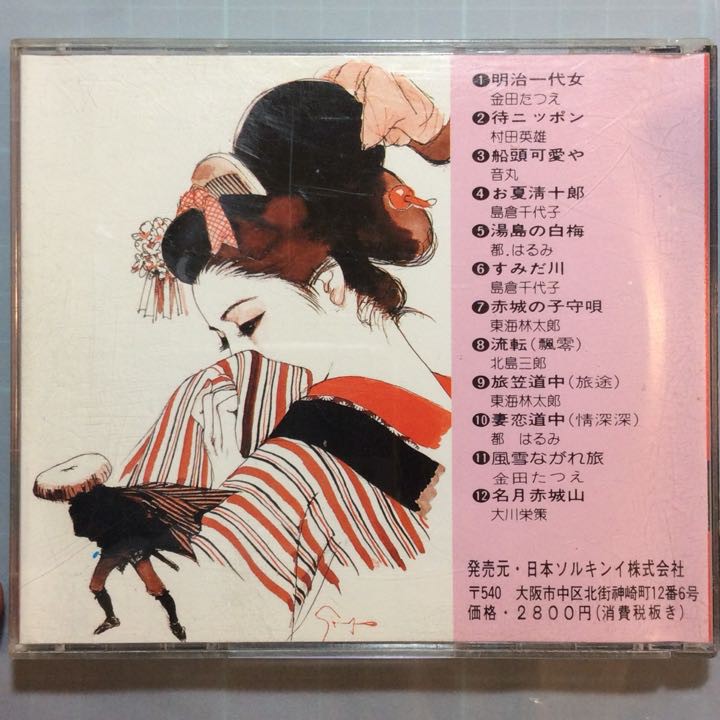 ❶明治一代女
金田たつえ
❷待ニッポン
村田英雄
❸船頭可愛や
音丸
❹お夏清十郎
島倉千代子
❺湯島の白梅
都.はるみ
❻すみだ川
島倉千代子
❼赤城の子守唄
東海林太郎
❽流転(飄零)
北島三郎
❾旅笠道中(旅途)
東海林太郎
❿妻恋道中(情深深)
都 はるみ
⓫風雪ながれ旅
金田たつえ
⓬名月赤城山
大川栄策
発売元・日本ソルキンイ株式会社
〒540 大阪市中区北街神崎町12番6号
価格・2800円(消費税板き)